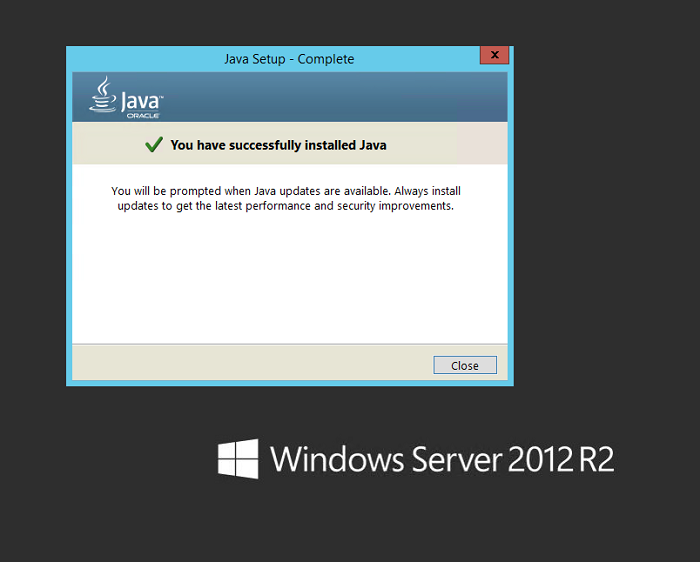 Java Setup - Complete
x
Java™
ORACLE
You have successfully installed Java
You will be prompted when Java updates are available. Always install
updates to get the latest performance and security improvements.
Close
Windows Server 2012 R2